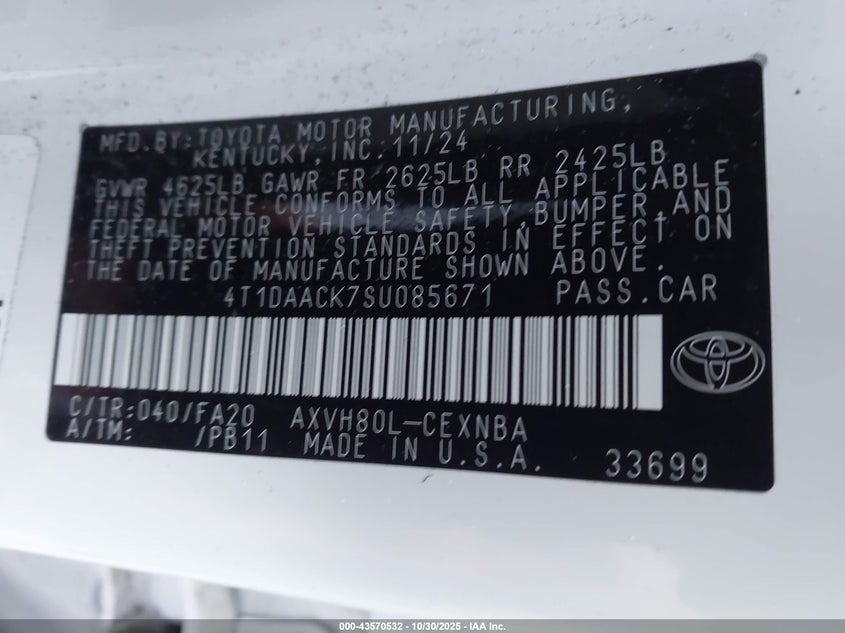 MFD.BY:TOYOTA MOTOR MANUFACTURING,
KENTUCKY,INC.11/24
GVWR 4625LB GAWR FR 2625LB RR 2425LB
THIS VEHICLE CONFORMS TO ALL APPLICABLE
FEDERAL MOTOR VEHICLE SAFETY,BUMPER,AND
THEFT PREVENTION STANDARDS IN EFFECT ON
THE DATE OF MANUFACTURE SHOWN ABOVE.
4T1DAACK7SU085671 PASS.CAR
C/TR:040/FA20 AXVH80L-CEXNBA
A/TM: /PB11 MADE IN U.S.A. 33699
000-43570532 - 10/30/2025 - IAA Inc.